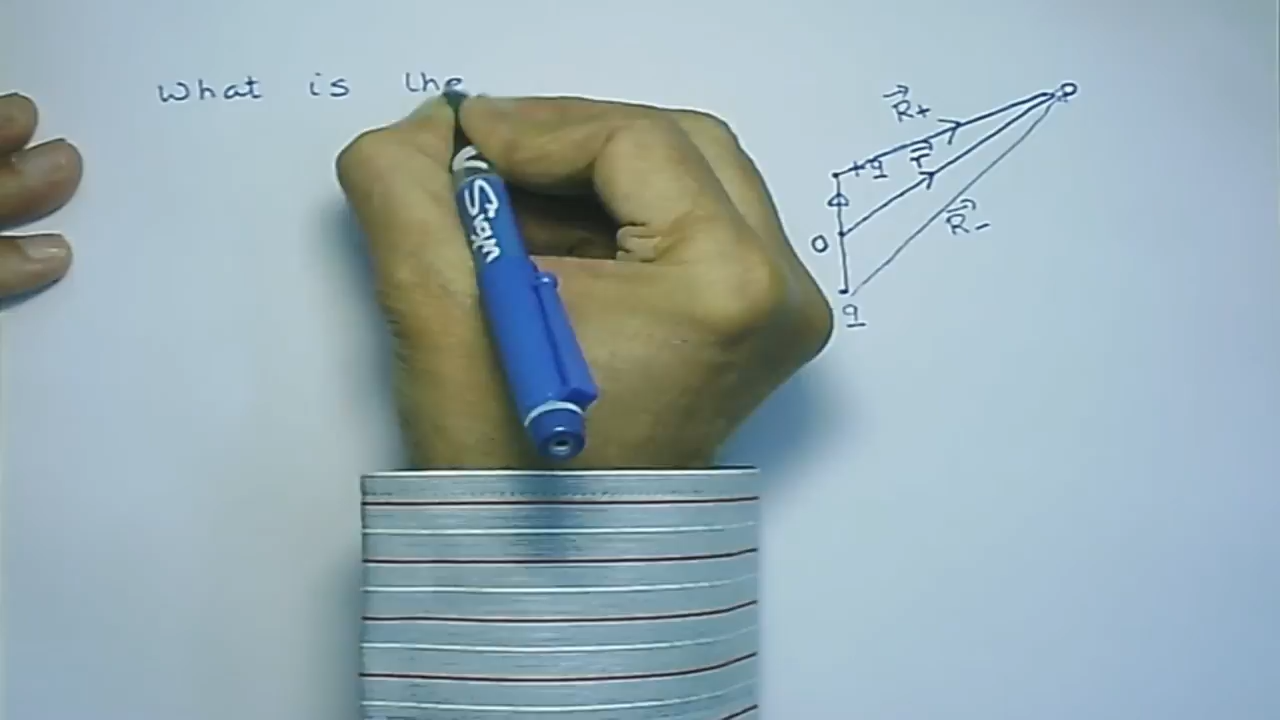 What is the
P
R⃗+
+q
r⃗
R⃗-
O
q
Sign